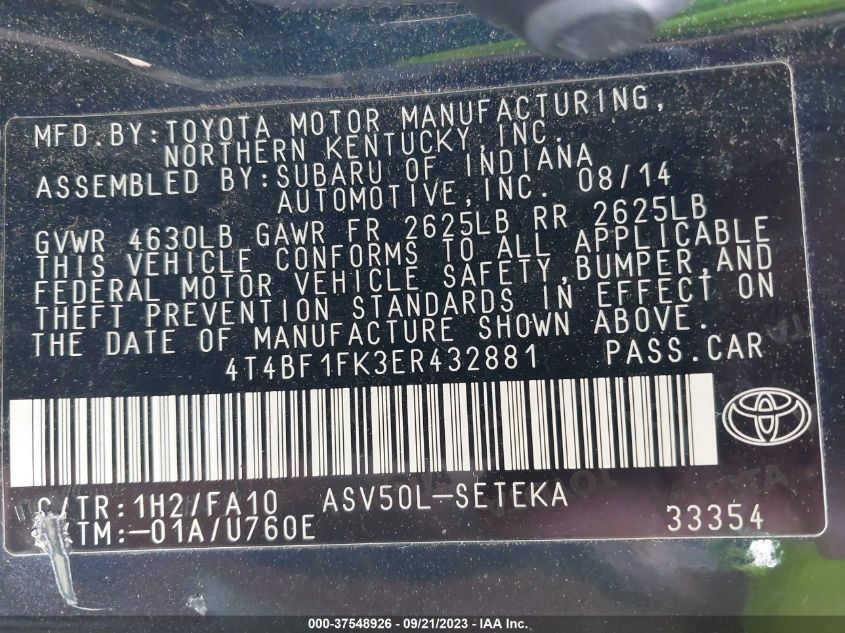 MFD.BY:TOYOTA MOTOR MANUFACTURING,
NORTHERN KENTUCKY,INC.
ASSEMBLED BY:SUBARU OF INDIANA
AUTOMOTIVE,INC. 08/14
GVWR 4630LB GAWR FR 2625LB RR 2625LB
THIS VEHICLE CONFORMS TO ALL APPLICABLE
FEDERAL MOTOR VEHICLE SAFETY,BUMPER,AND
THEFT PREVENTION STANDARDS IN EFFECT ON
THE DATE OF MANUFACTURE SHOWN ABOVE.
4T4BF1FK3ER432881 PASS.CAR
C/TR:1H2/FA10 ASV50L-SETEKA
TM:-01A/U760E 33354
000-37548926 / 09/21/2023 / IAA Inc.